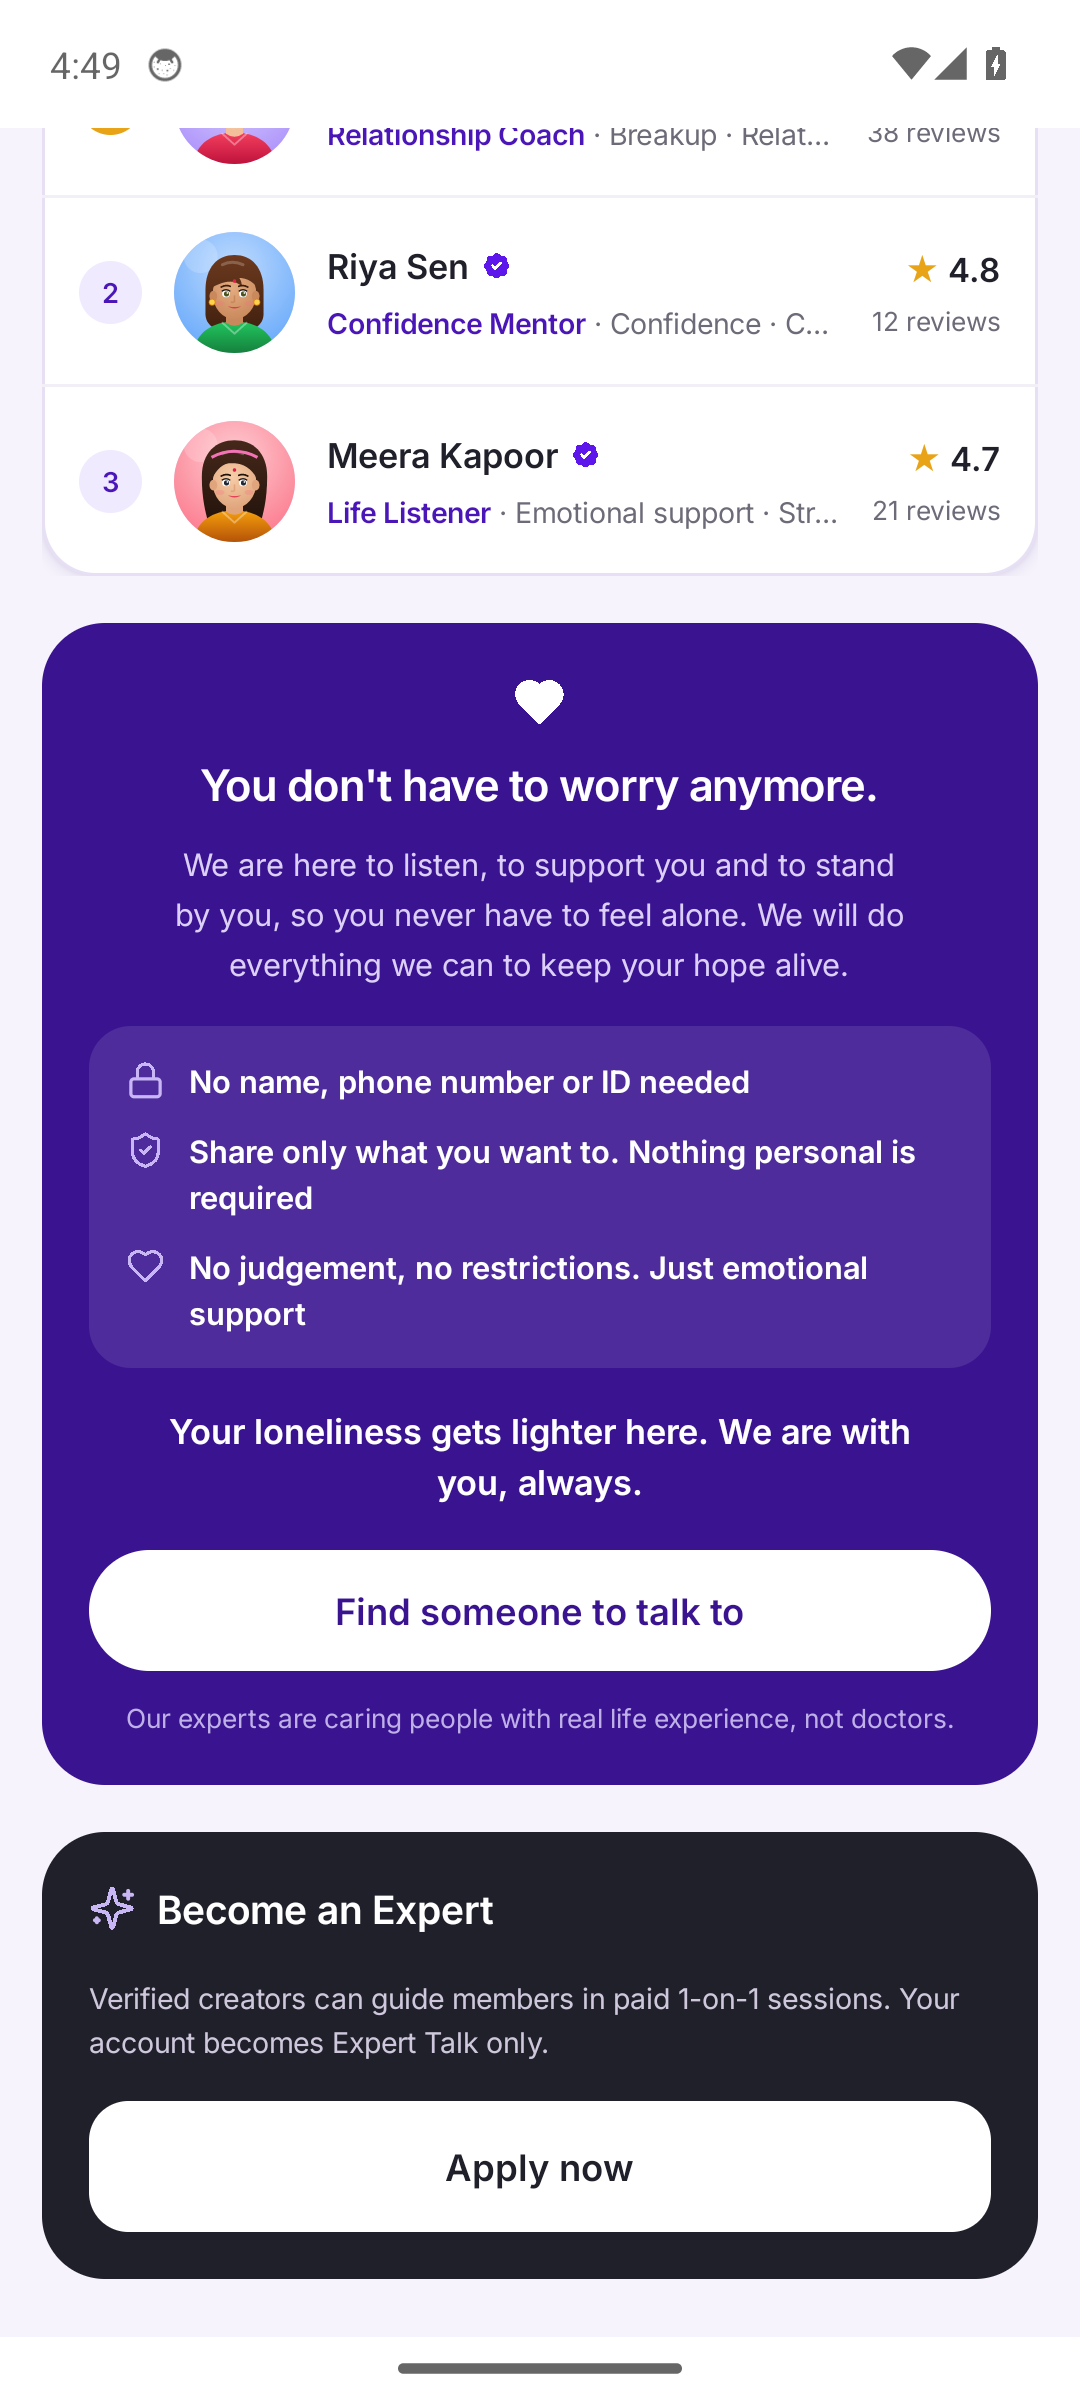 4:49
Relationship Coach · Breakup · Relat...
38 reviews
2
Riya Sen
4.8
Confidence Mentor · Confidence · C...
12 reviews
3
Meera Kapoor
4.7
Life Listener · Emotional support · Str...
21 reviews
You don't have to worry anymore.
We are here to listen, to support you and to stand
by you, so you never have to feel alone. We will do
everything we can to keep your hope alive.
No name, phone number or ID needed
Share only what you want to. Nothing personal is
required
No judgement, no restrictions. Just emotional
support
Your loneliness gets lighter here. We are with
you, always.
Find someone to talk to
Our experts are caring people with real life experience, not doctors.
Become an Expert
Verified creators can guide members in paid 1-on-1 sessions. Your
account becomes Expert Talk only.
Apply now